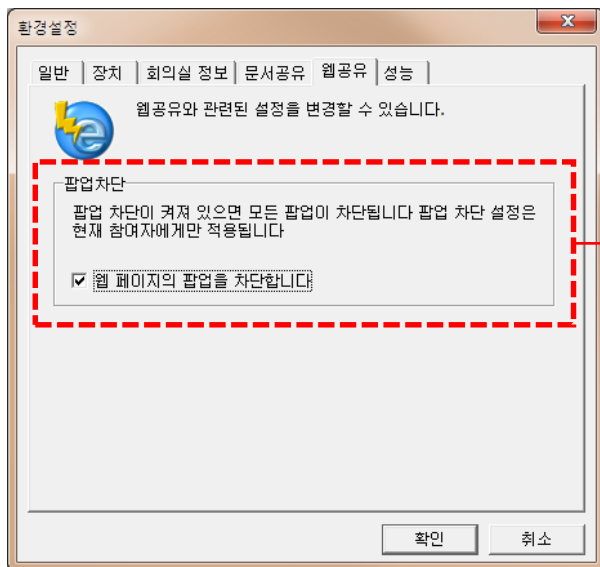 환경설정
일반 장치 회의실 정보 문서공유 웹공유 성능
웹공유와 관련된 설정을 변경할 수 있습니다.
팝업차단
팝업 차단이 켜져 있으면 모든 팝업이 차단됩니다 팝업 차단 설정은
현재 참여자에게만 적용됩니다
웹 페이지의 팝업을 차단합니다
확인 취소